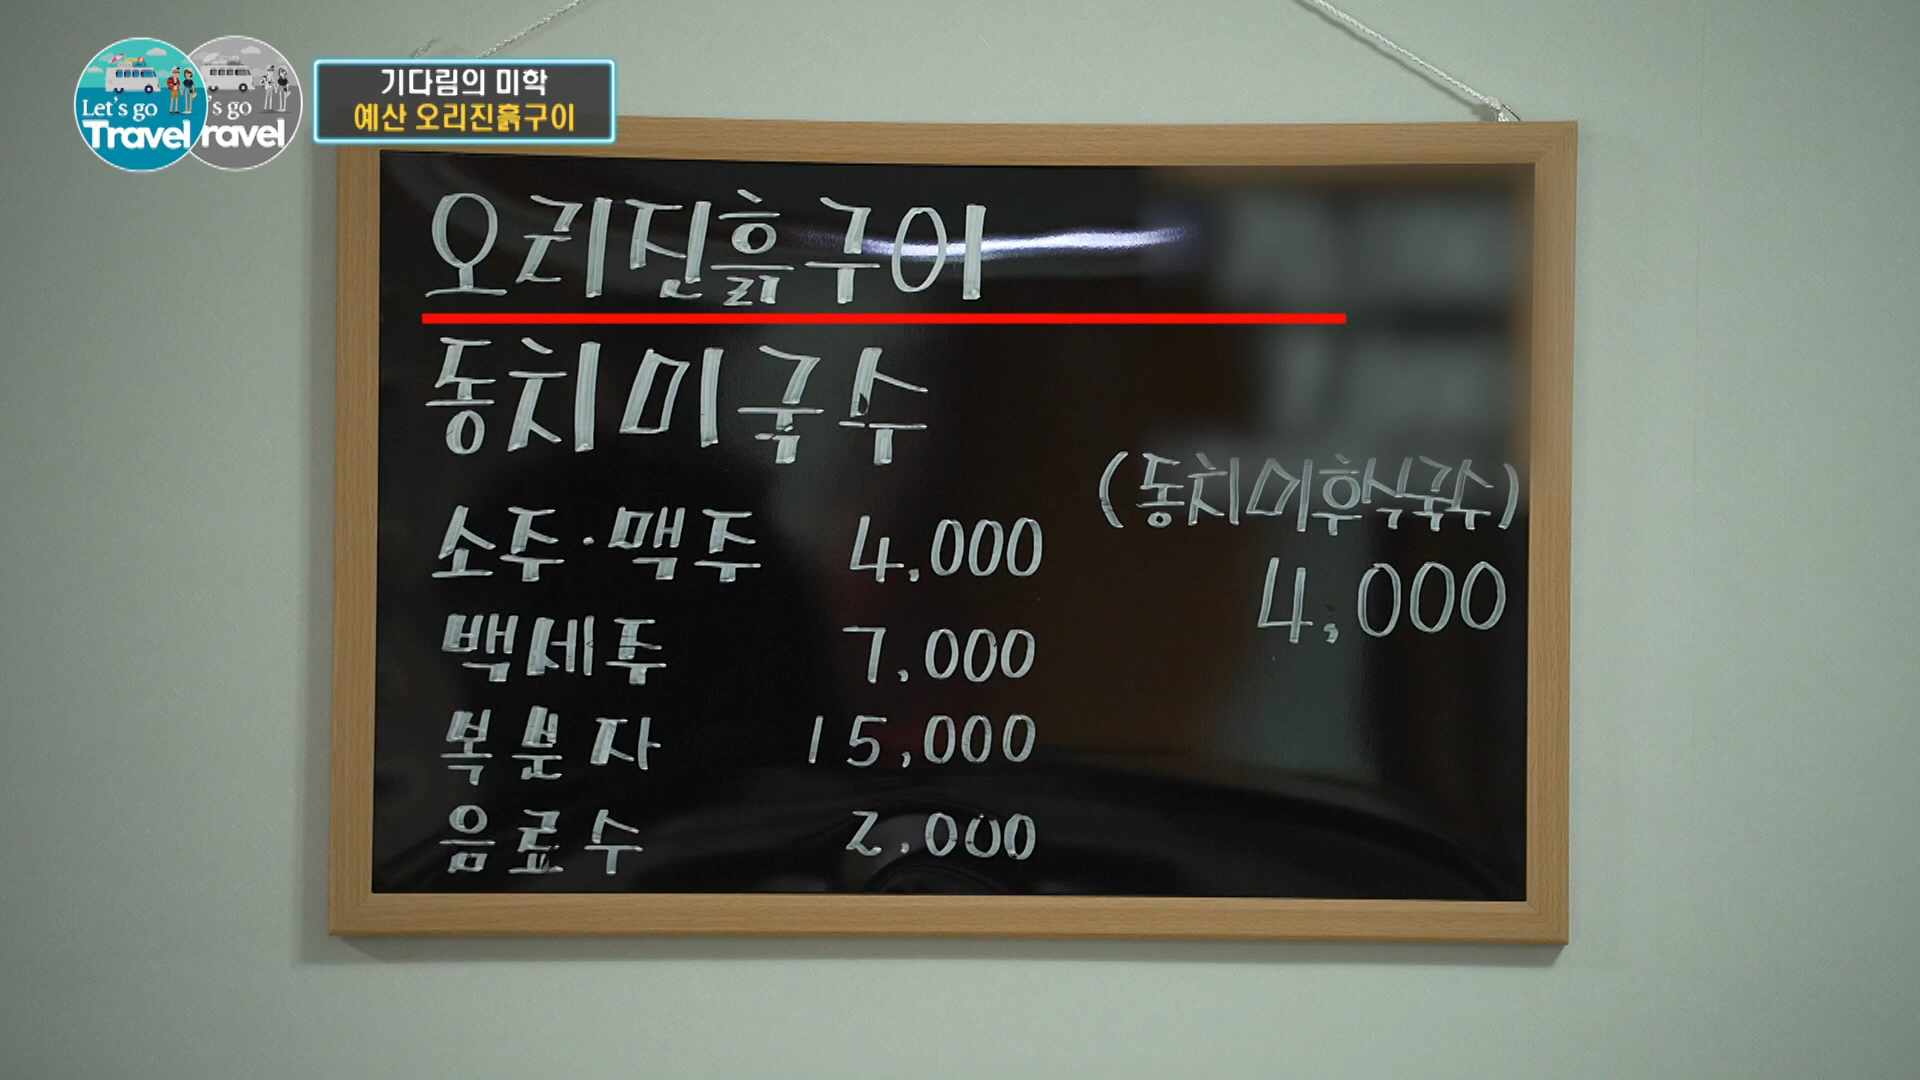 Let's go
Travel
's go
ravel
기다림의 미학
예산 오리진흙구이
오리진흙구이
동치미국수
(동치미후식국수)
소주·맥주 4,000
4,000
백세주 7,000
복분자 15,000
음료수 2,000